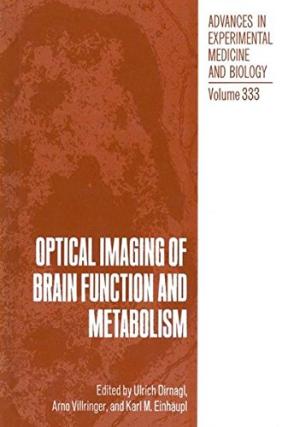 ADVANCES IN
EXPERIMENTAL
MEDICINE
AND BIOLOGY
Volume 333
OPTICAL IMAGING OF
BRAIN FUNCTION AND
METABOLISM
Edited by Ulrich Dirnagl,
Arno Villringer, and Karl M. Einhäupl